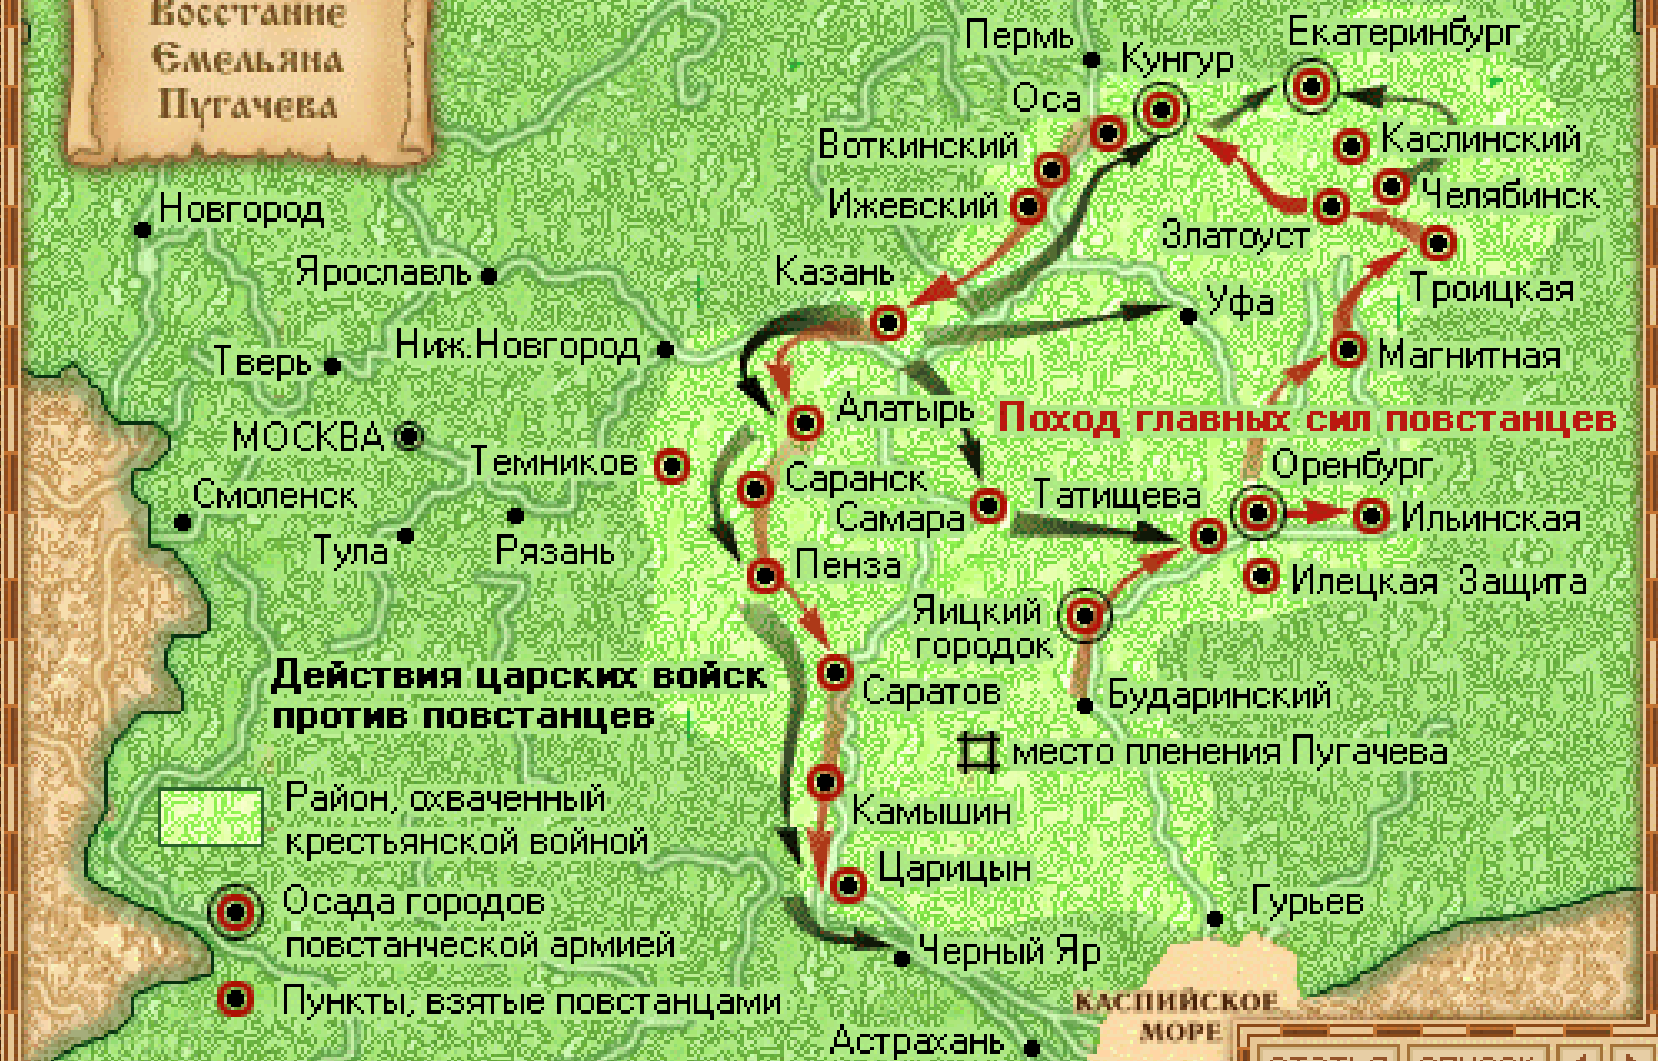 Восстание
Емельяна
Пугачева
Пермь
Кунгур
Екатеринбург
Оса
Воткинский
Каслинский
Ижевский
Челябинск
Новгород
Златоуст
Ярославль
Казань
Троицкая
Уфа
Тверь
Ниж.Новгород
Магнитная
МОСКВА
Алатырь
Поход главных сил повстанцев
Темников
Саранск
Оренбург
Смоленск
Самара
Татищева
Ильинская
Тула
Рязань
Пенза
Илецкая Защита
Яицкий
городок
Действия царских войск
против повстанцев
Саратов
Бударинский
место пленения Пугачева
Район, охваченный
крестьянской войной
Камышин
Царицын
Осада городов
повстанческой армией
Гурьев
Черный Яр
Пункты, взятые повстанцами
КАСПИЙСКОЕ
МОРЕ
Астрахань